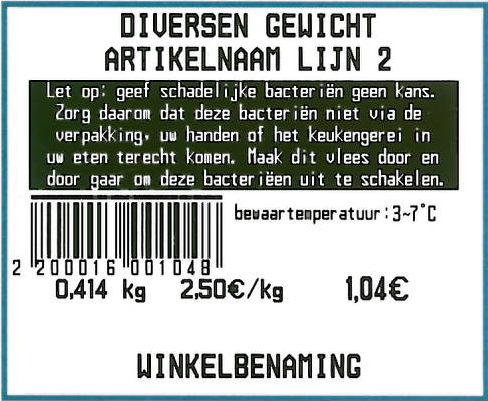 DIVERSEN GEWICHT
ARTIKELNAAM LIJN 2
Let op: geef schadelijke bacteriën geen kans.
Zorg daarom dat deze bacteriën niet via de
verpakking, uw handen of het keukengerei in
uw eten terecht komen. Maak dit vlees door en
door gaar om deze bacterïeen uit te schakelen.
bewaartemperatuur:3~7°C
2 200016 001048
0,414 kg 2,50€/kg 1,04€
WINKELBENAMING